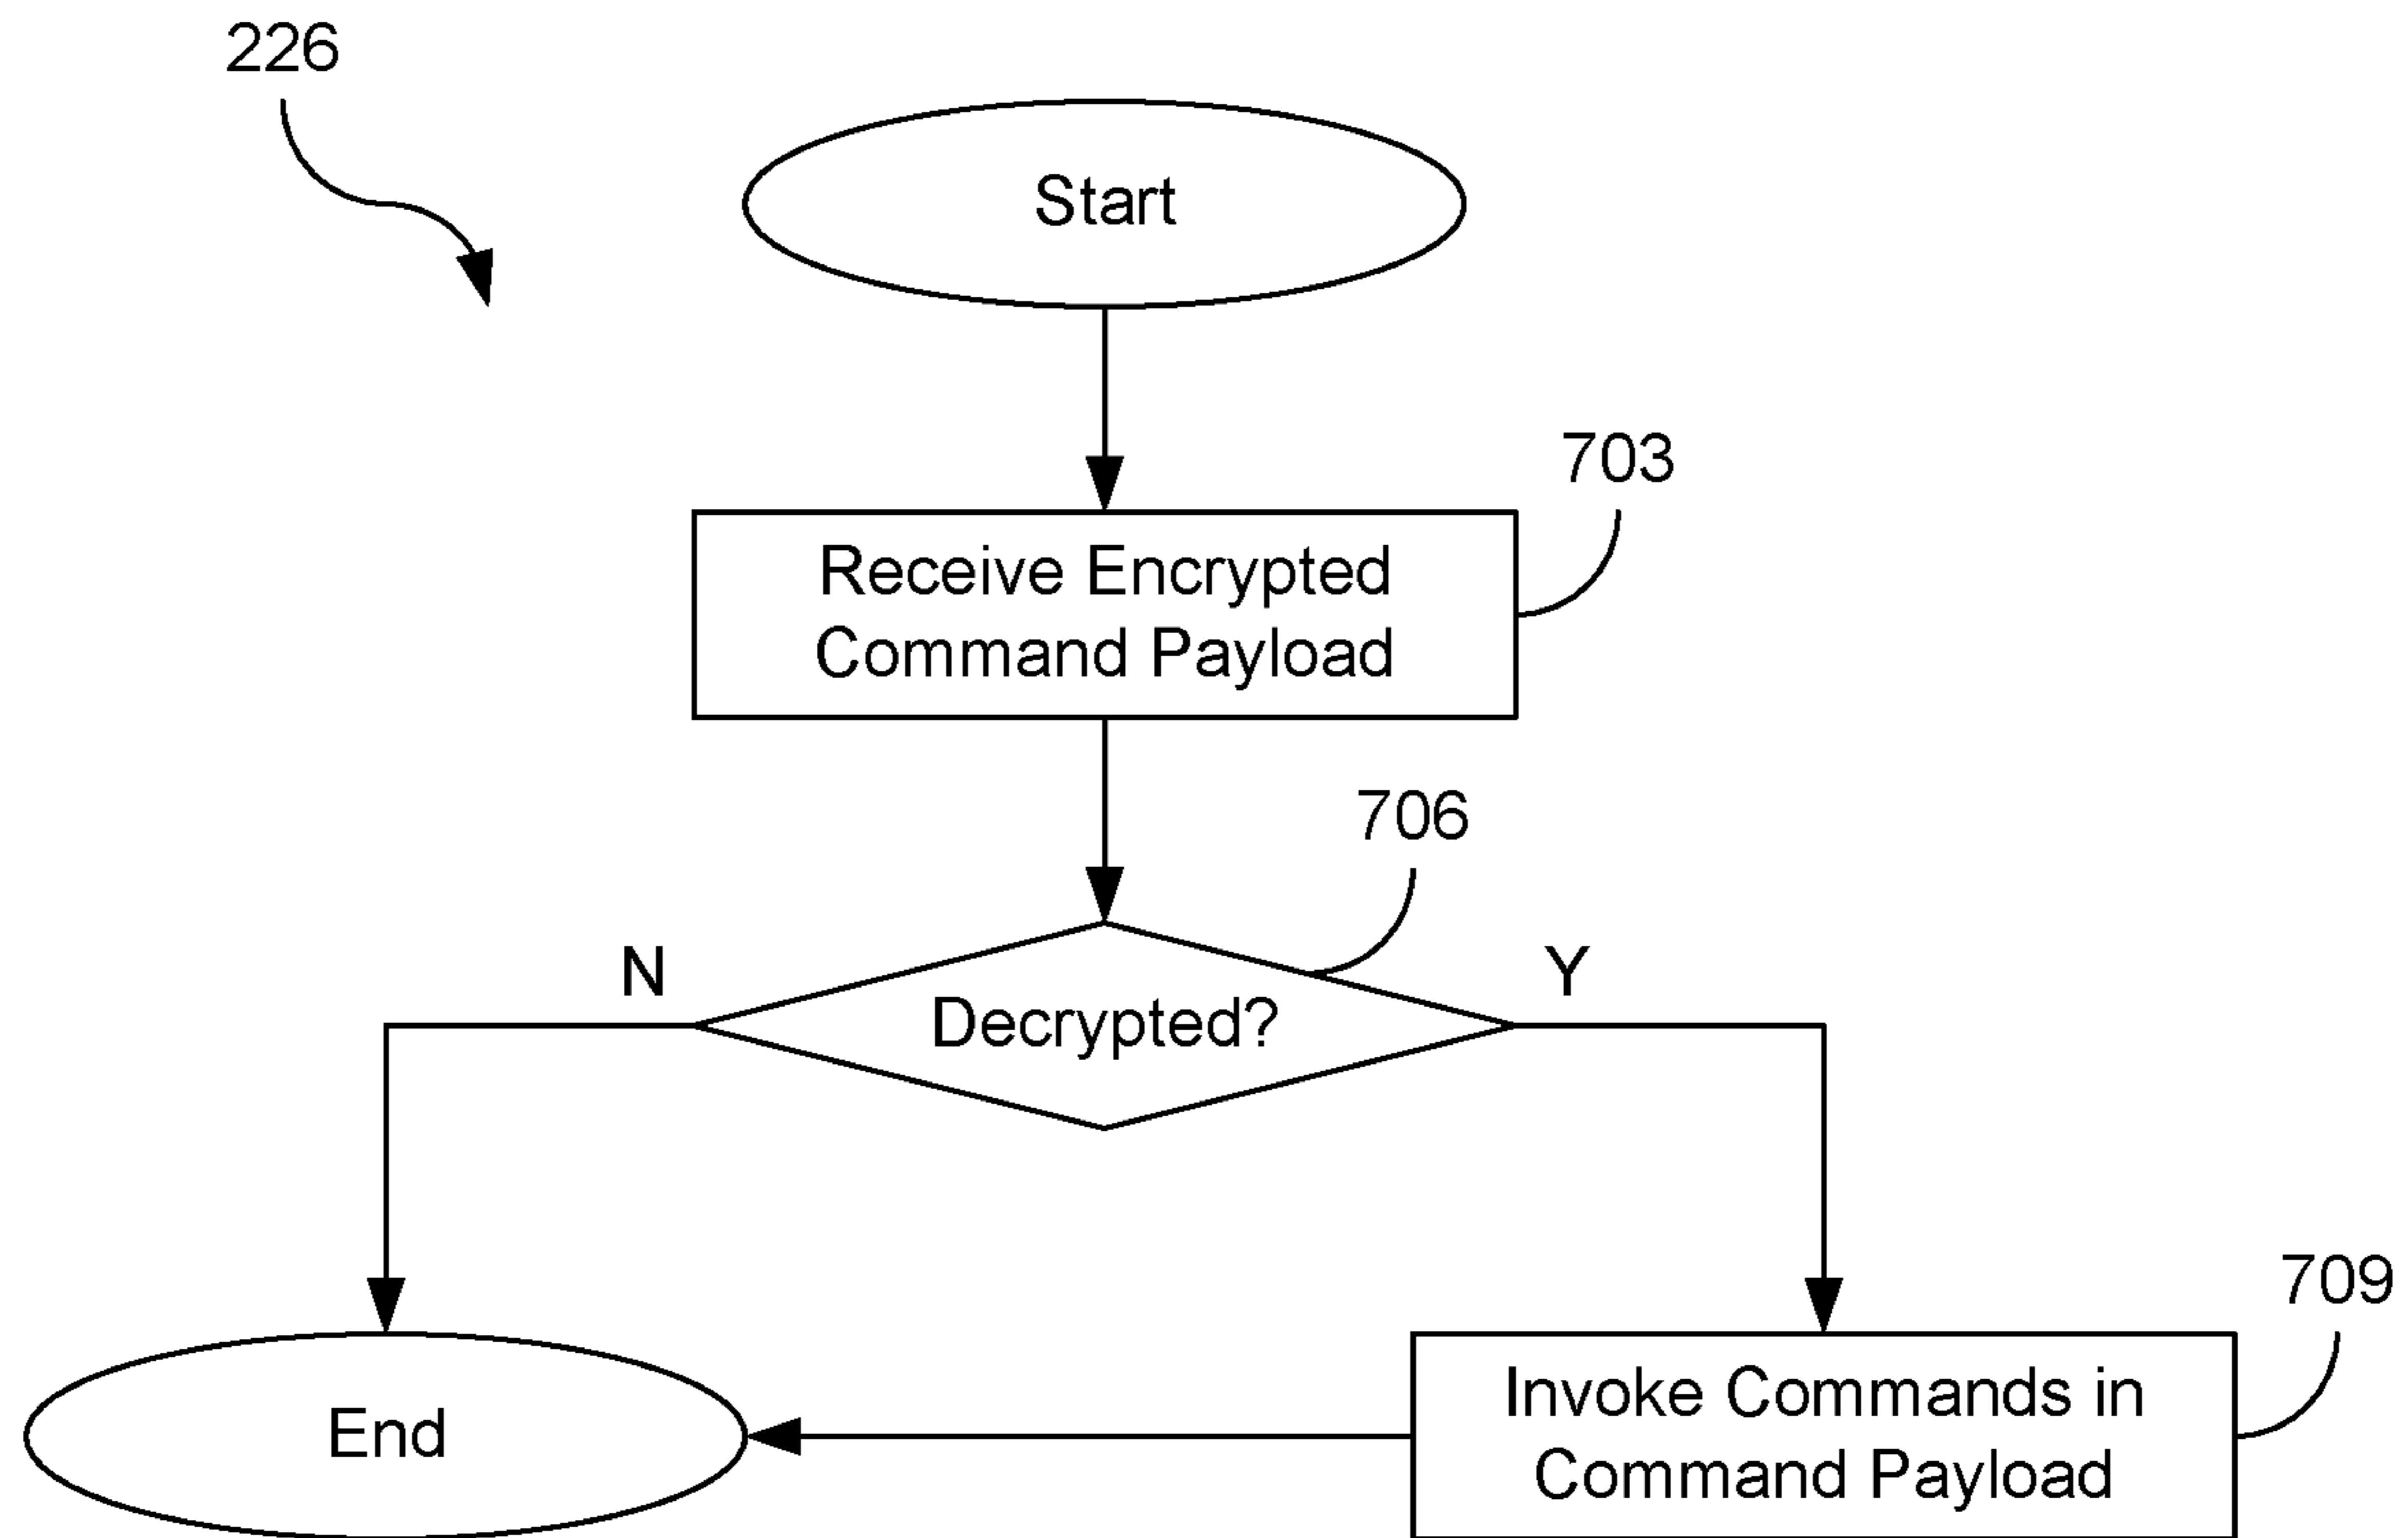 226
Start
703
Receive Encrypted
Command Payload
706
N
Y
Decrypted?
709
Invoke Commands in
Command Payload
End